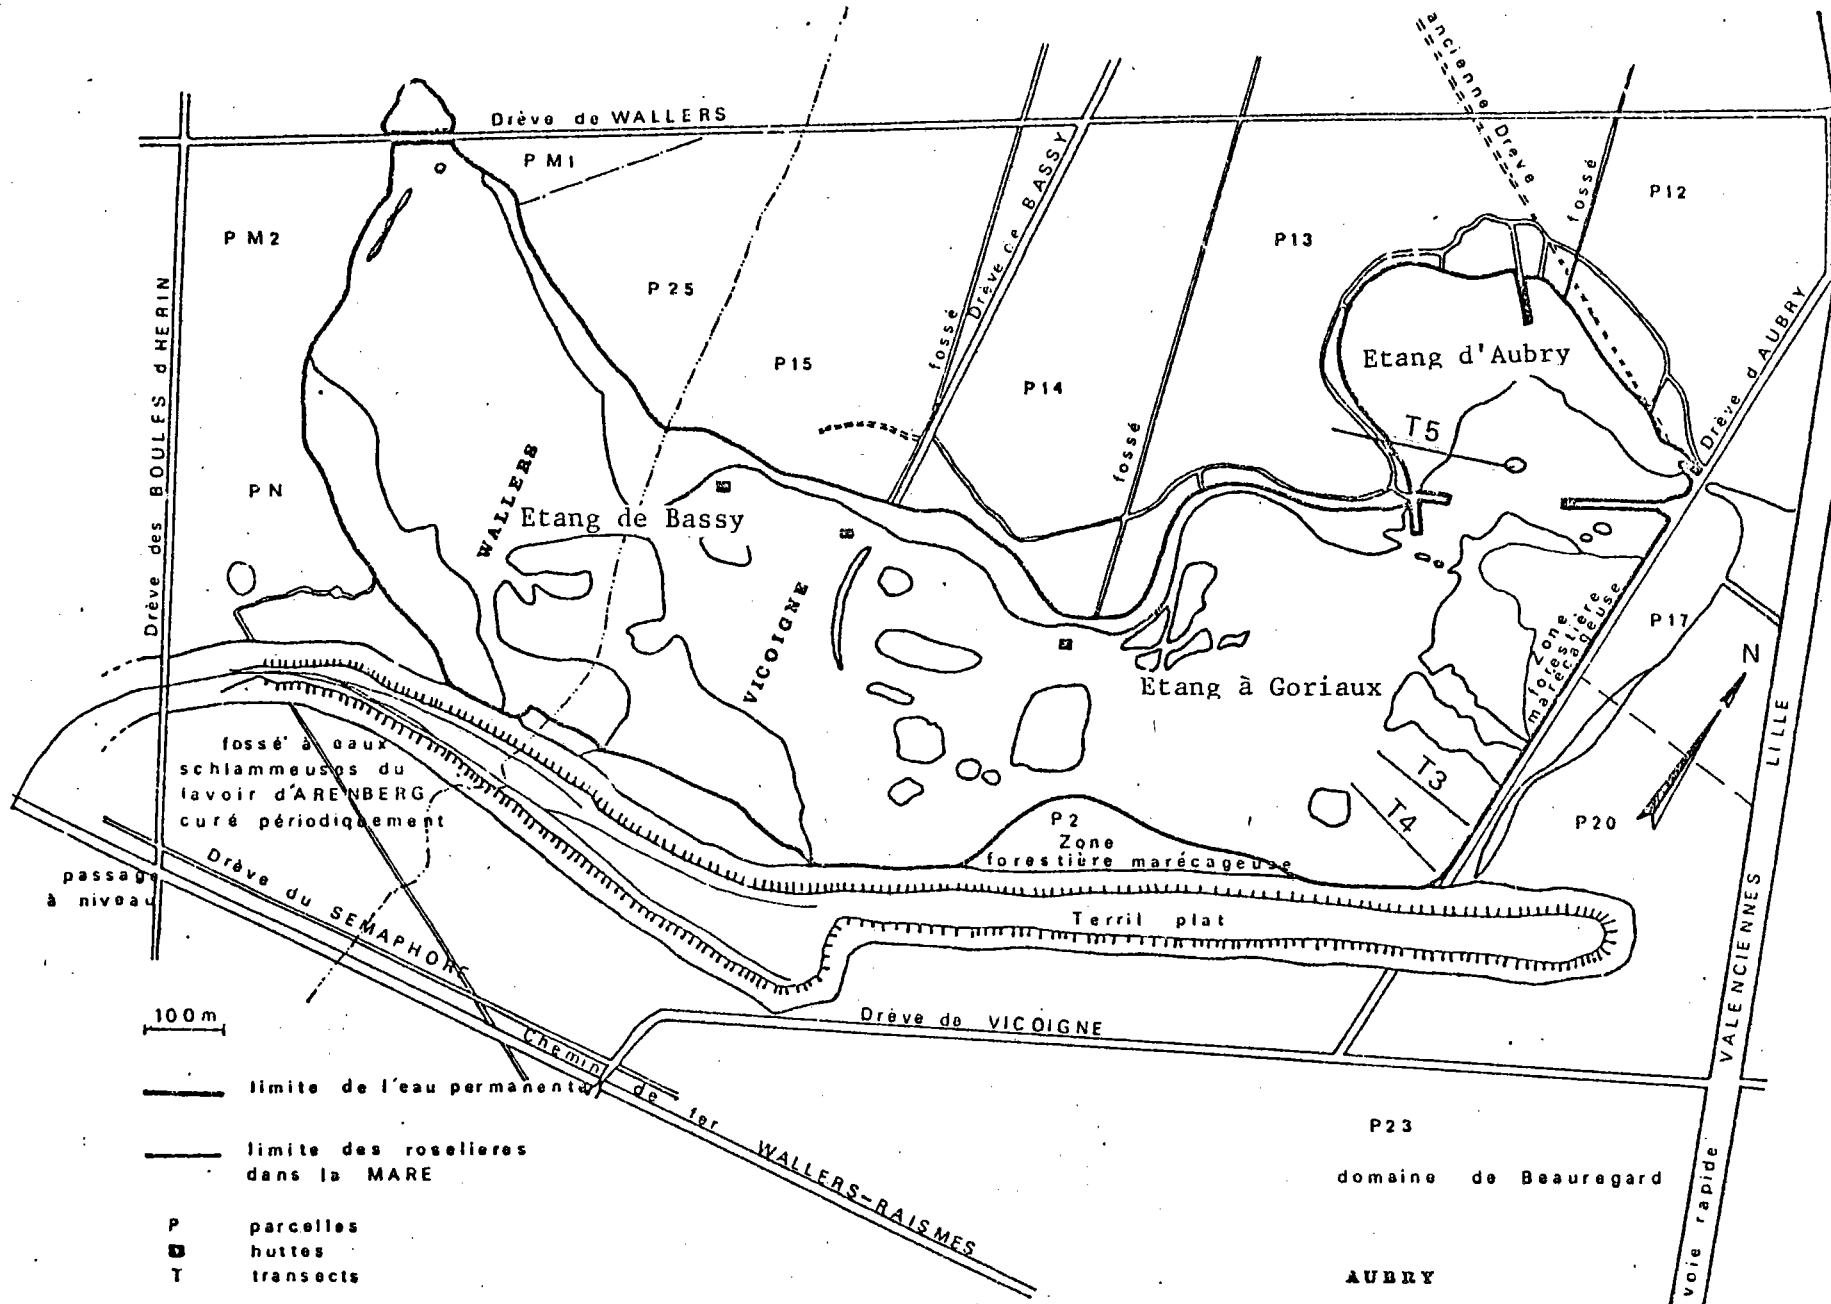 Drève de WALLERS
ancienne Drève
PM1
fossé
P12
PM2
P25
P13
Drève de BASSY
fossé
Drève des BOULES d'HERIN
P15
P14
Etang d'Aubry
Drève d'AUBRY
T5
fossé
PN
WALLERS
Etang de Bassy
VICOIGNE
Zone
forestière
marécageuse
P17
N
Etang à Goriaux
LILLE
fossé à eaux
schlammeuses du
lavoir d'ARENBERG
curé périodiquement
T3
T4
P2
Zone
forestière marécageuse
P20
passage
à niveau
Drève du SEMAPHORE
Terril plat
VALENCIENNES
100m
Drève de VICOIGNE
Chemin de fer WALLERS-RAISMES
limite de l'eau permanente
limite des roselieres
dans la MARE
P23
domaine de Beauregard
voie rapide
P parcelles
huttes
T transects
AUBRY